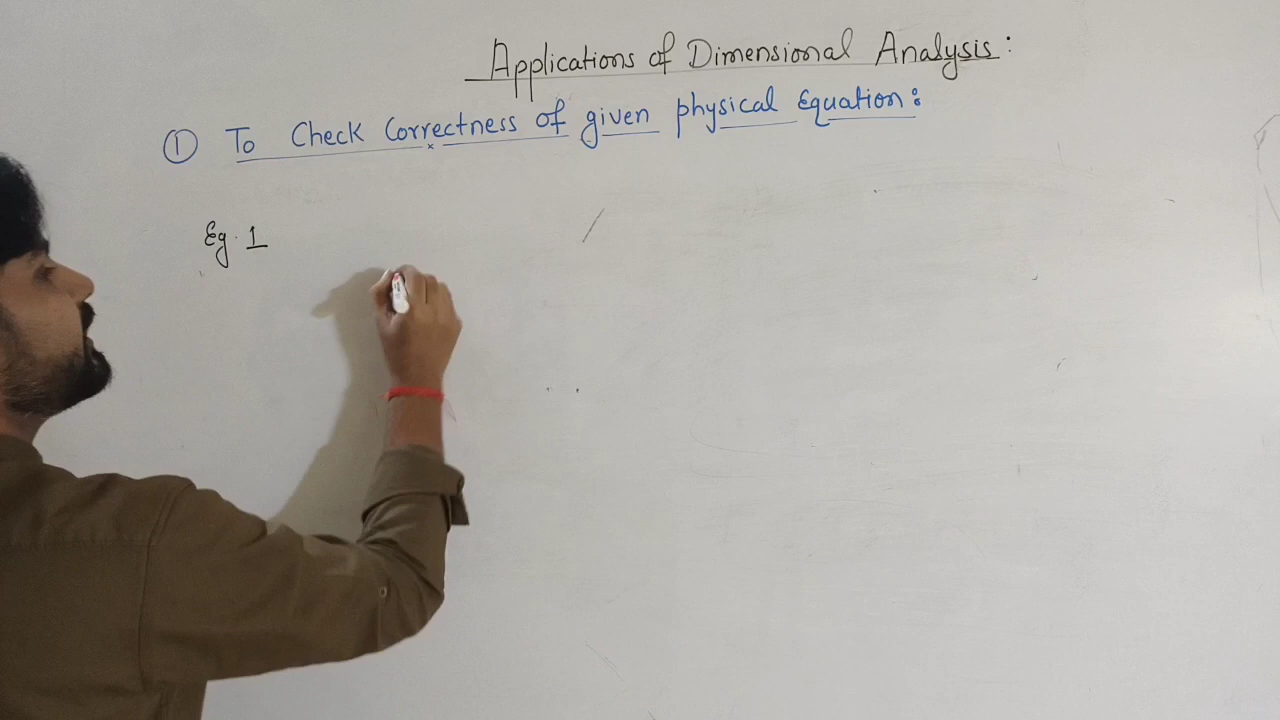 Applications of Dimensional Analysis:
① To Check Correctness of given physical Equation:
Eg. 1